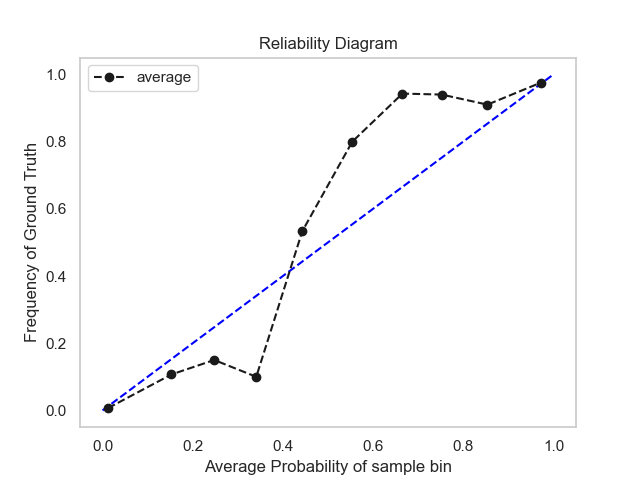 Reliability Diagram
average
Frequency of Ground Truth
1.0
0.8
0.6
0.4
0.2
0.0
0.0 0.2 0.4 0.6 0.8 1.0
Average Probability of sample bin